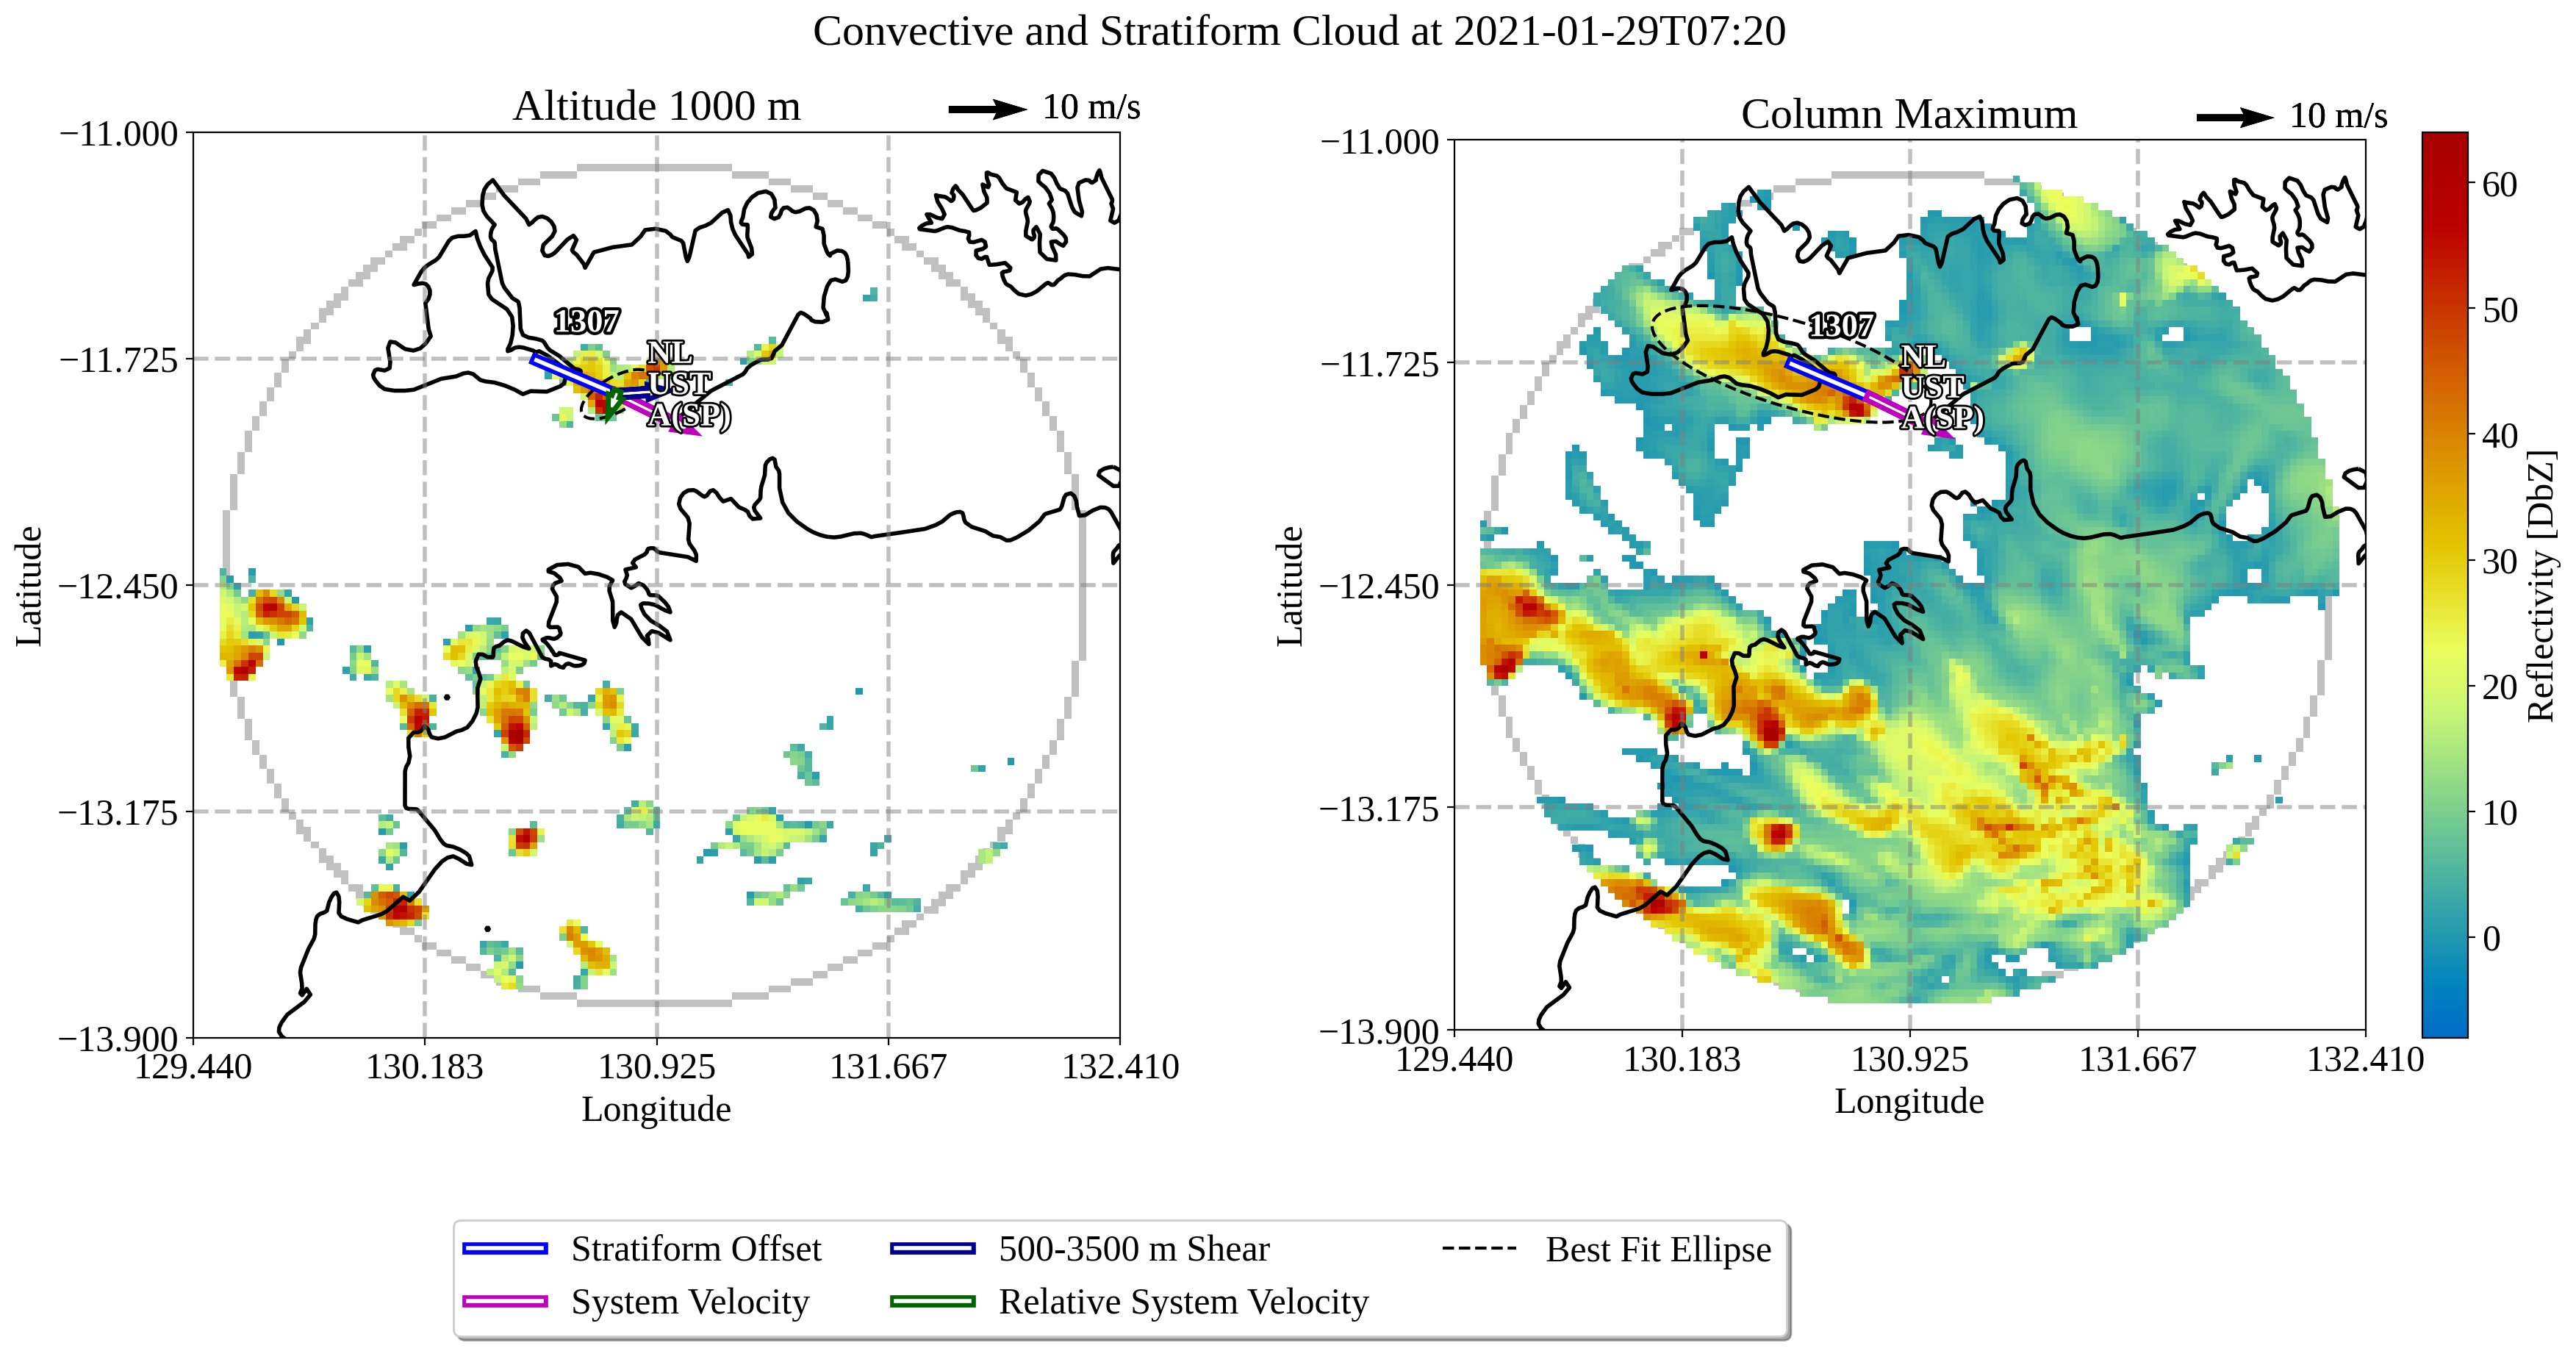 Convective and Stratiform Cloud at 2021-01-29T07:20
Altitude 1000 m
10 m/s
−11.000
−11.725
−12.450
−13.175
−13.900
Latitude
1307
NL
UST
A(SP)
129.440
130.183
130.925
131.667
132.410
Longitude
Column Maximum
10 m/s
−11.000
−11.725
−12.450
−13.175
−13.900
Latitude
1307
NL
UST
A(SP)
129.440
130.183
130.925
131.667
132.410
Longitude
60
50
40
30
20
10
0
Reflectivity [DbZ]
Stratiform Offset
System Velocity
500-3500 m Shear
Relative System Velocity
Best Fit Ellipse